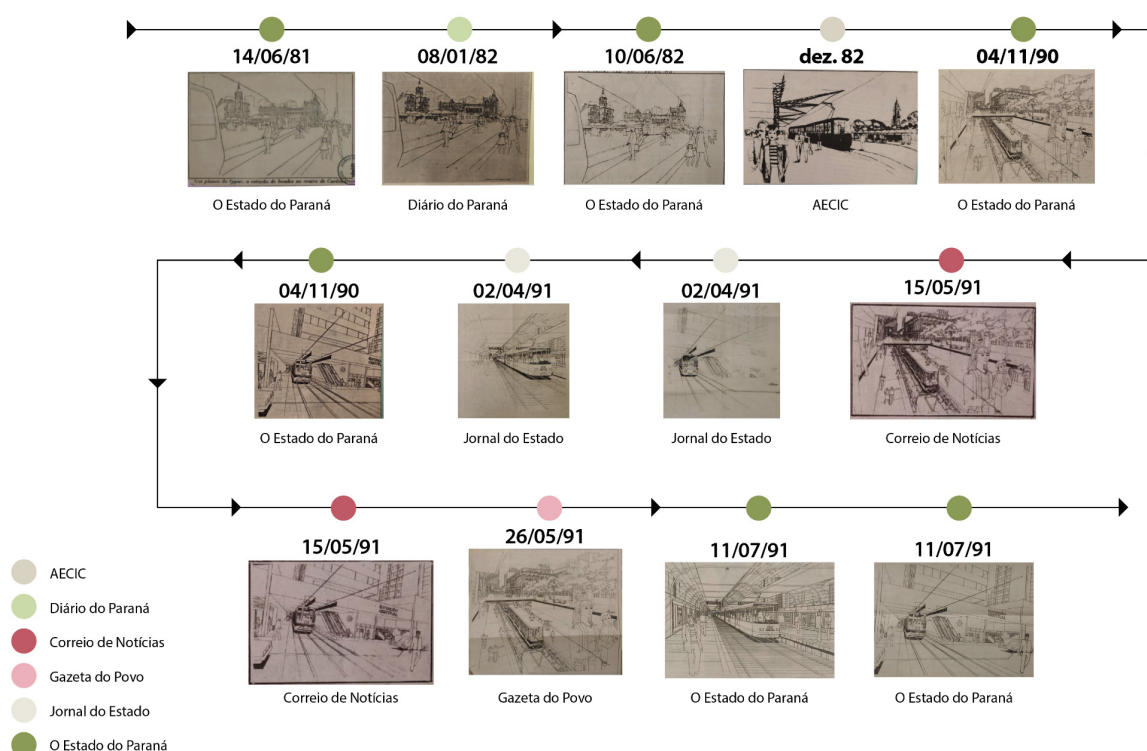 14/06/81
08/01/82
10/06/82
dez. 82
04/11/90
O Estado do Paraná
Diário do Paraná
O Estado do Paraná
AECIC
O Estado do Paraná
04/11/90
02/04/91
02/04/91
15/05/91
O Estado do Paraná
Jornal do Estado
Jornal do Estado
Correio de Notícias
15/05/91
26/05/91
11/07/91
11/07/91
Correio de Notícias
Gazeta do Povo
O Estado do Paraná
O Estado do Paraná
AECIC
Diário do Paraná
Correio de Notícias
Gazeta do Povo
Jornal do Estado
O Estado do Paraná